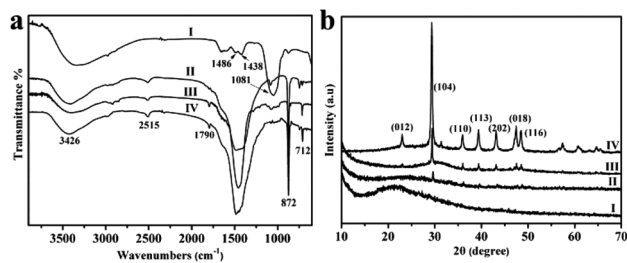 a
Transmittance %
I
II
III
IV
1486
1438
1081
3426
2515
1790
872
712
3500 3000 2500 2000 1500 1000
Wavenumbers (cm-1)
b
Intensity (a.u)
(104)
(012)
(110)
(113)
(202)
(018)
(116)
IV
III
II
I
10 20 30 40 50 60 70
2θ (degree)